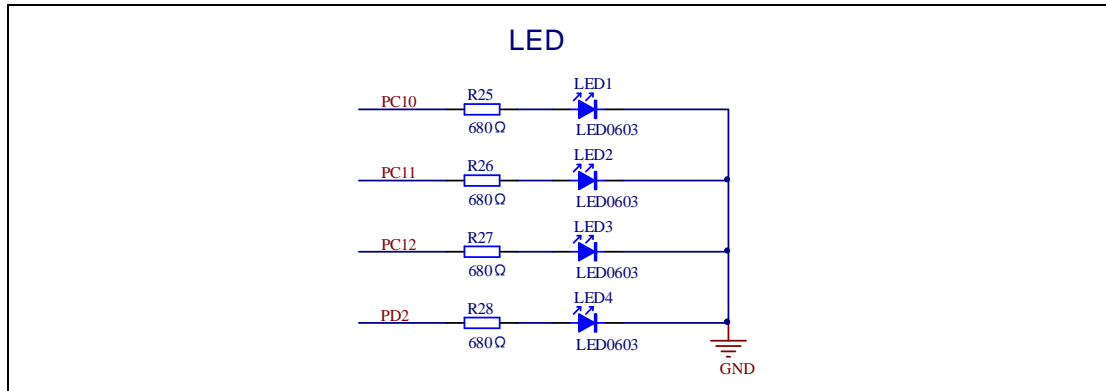 LED
LED1
PC10 R25
680Ω LED0603
LED2
PC11 R26
680Ω LED0603
LED3
PC12 R27
680Ω LED0603
LED4
PD2 R28
680Ω LED0603
GND